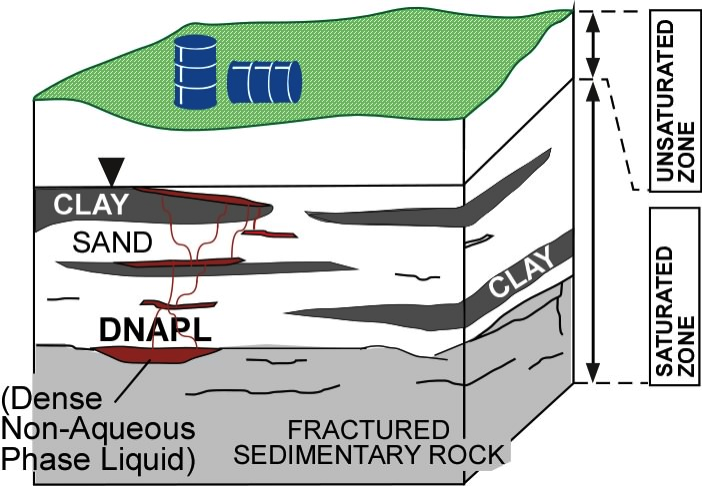 UNSATURATED
ZONE
CLAY
SAND
CLAY
DNAPL
SATURATED
ZONE
(Dense
Non-Aqueous
Phase Liquid)
FRACTURED
SEDIMENTARY ROCK